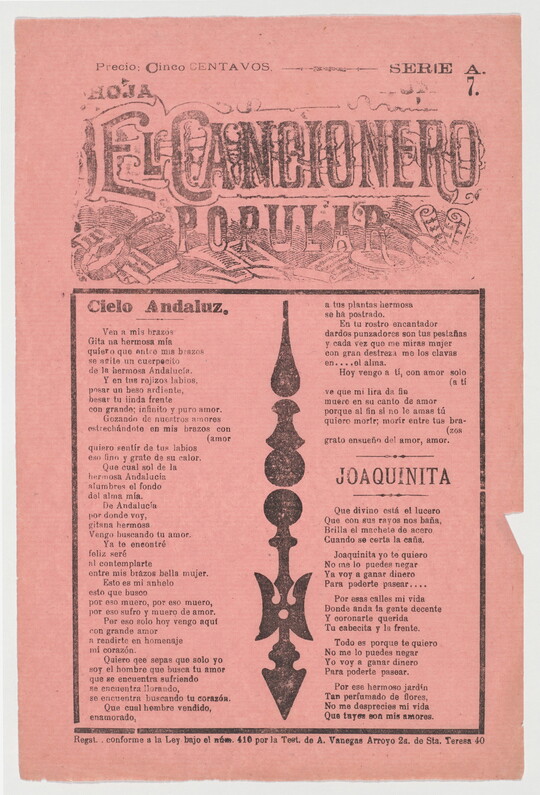 Precio: Cinco CENTAVOS.
SERIE A.
HOJA
7.
EL CANCIONERO
POPULAR
Cielo Andaluz.
Ven a mis brazos
Gita na hermosa mía
quiero que entre mis brazos
se agite un cuerpecito
de la hermosa Andalucía.
Y en tus rojizos labios,
posar un beso ardiente,
besar tu linda frente
con grande; infinito y puro amor.
Gozando de nuestros amores
estrechándote en mis brazos con
(amor
quiero sentir de tus labios
eso fino y grato de su calor.
Que cual sol de la
hermosa Andalucía
alumbres el fondo
del alma mía.
De Andalucía
por donde voy,
gitana hermosa
Vengo buscando tu amor.
Ya te encontré
feliz seré
al contemplarte
entre mis brazos bella mujer.
Esto es mi anhelo
esto que busco
por eso muero, por eso muero,
por eso sufro y muero de amor.
Por eso solo hoy vengo aquí
con grande amor
a rendirte en homenaje
mi corazón.
Quiero qee sepas que solo yo
soy el hombre que busca tu amor
que se encuentra sufriendo
se encuentra llorando,
se encuentra buscando tu corazón.
Que cual hombre vendido,
enamorado,
a tus plantas hermosa
se ha postrado.
En tu rostro encantador
dardos punzadores son tus pestañas
y cada vez que me miras mujer
con gran destreza me los clavas
en....el alma.
Hoy vengo a tí, con amor solo
(a tí
ve que mi lira da fin
muero en su canto de amor
porque al fin si no le amas tú
quiero morir; morir entre tus bra-
(zos
grato ensueño del amor, amor.
JOAQUINITA
Que divino está el lucero
Que con sus rayos nos baña,
Brilla el machete de acero
Cuando se corta la caña.
Joaquinita yo te quiero
No me lo puedes negar
Ya voy a ganar dinero
Para poderte pasear....
Por esas calles mi vida
Donde anda la gente decente
Y coronarte querida
Tu cabecita y la frente.
Todo es porque te quiero
No me lo puedes negar
Yo voy a ganar dinero
Para poderte pasear.
Por ese hermoso jardín
Tan perfumado de flores,
No me desprecies mi vida
Que tuyos son mis amores.
Regst. . conforme a la Ley bajo el núm. 410 por la Test. de A. Vanegas Arroyo 2a. de Sta. Teresa 40